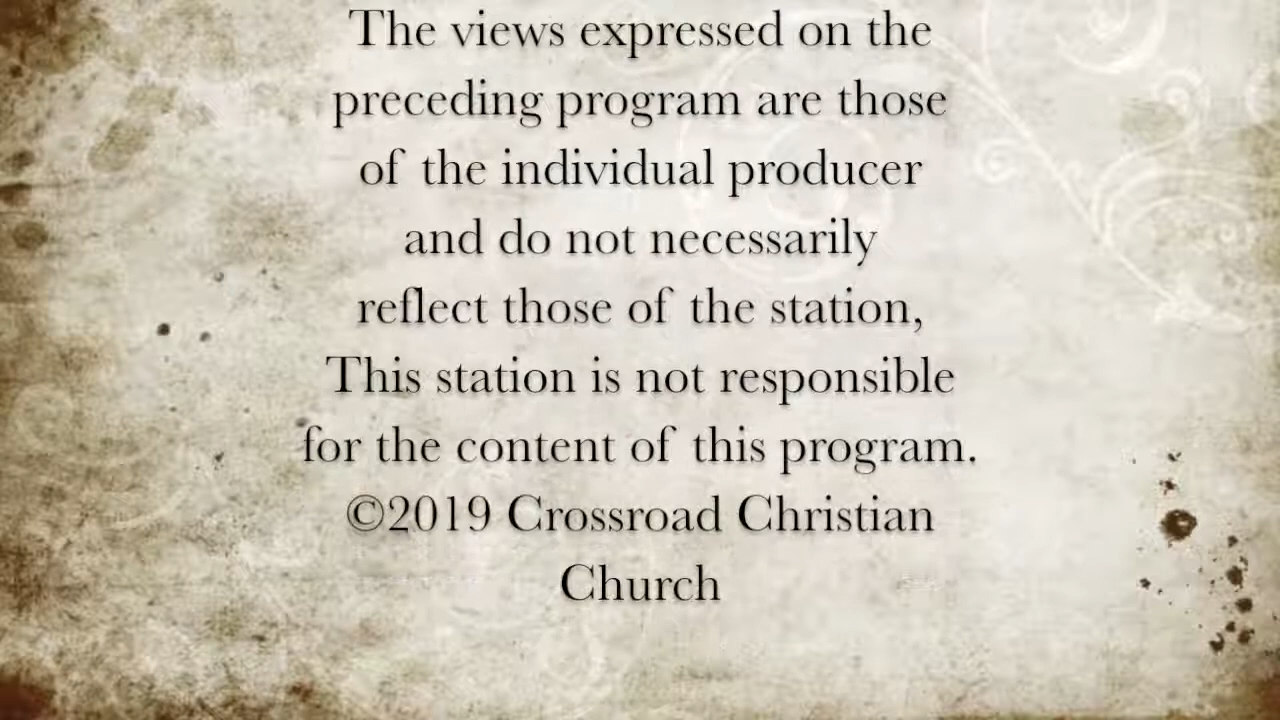 The views expressed on the
preceding program are those
of the individual producer
and do not necessarily
reflect those of the station,
This station is not responsible
for the content of this program.
©2019 Crossroad Christian
Church